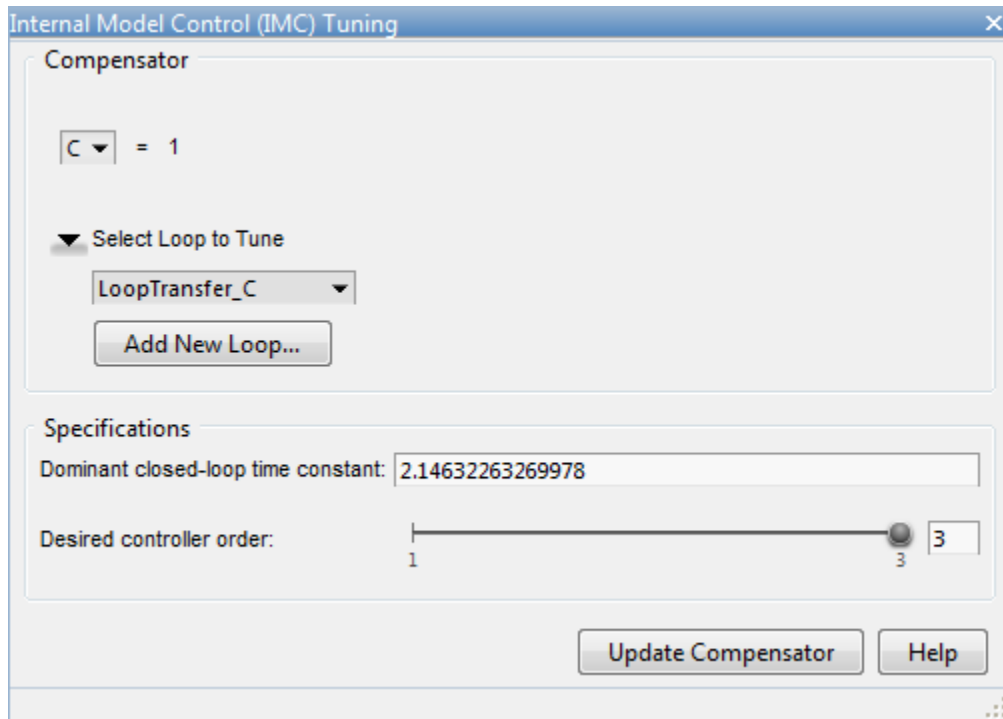 Internal Model Control (IMC) Tuning
Compensator
C = 1
Select Loop to Tune
LoopTransfer_C
Add New Loop...
Specifications
Dominant closed-loop time constant: 2.14632263269978
Desired controller order: 3
1 3
Update Compensator Help